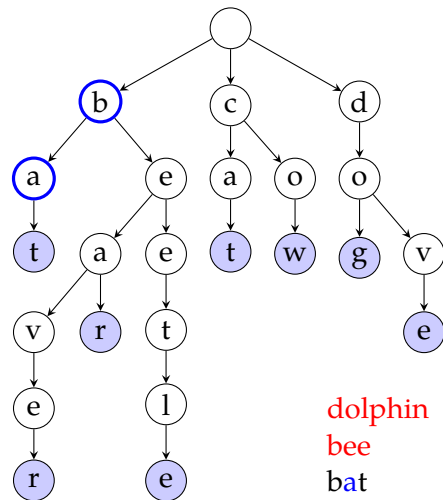 b c d
a e a o o
t a e t w g v
v r t e
e l
r e
dolphin
bee
bat